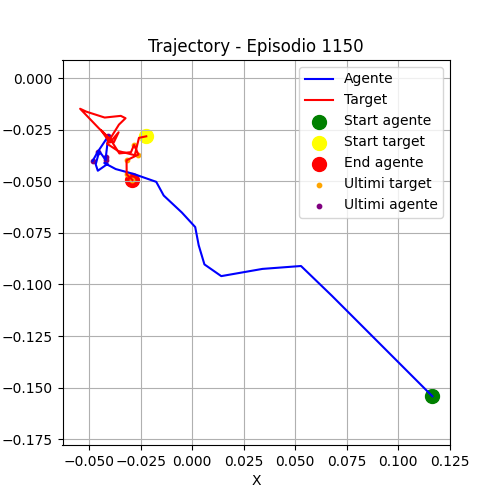 Trajectory - Episodio 1150
Agente
Target
Start agente
Start target
End agente
Ultimi target
Ultimi agente
0.000
−0.025
−0.050
−0.075
−0.100
−0.125
−0.150
−0.175
−0.050 −0.025 0.000 0.025 0.050 0.075 0.100 0.125
X